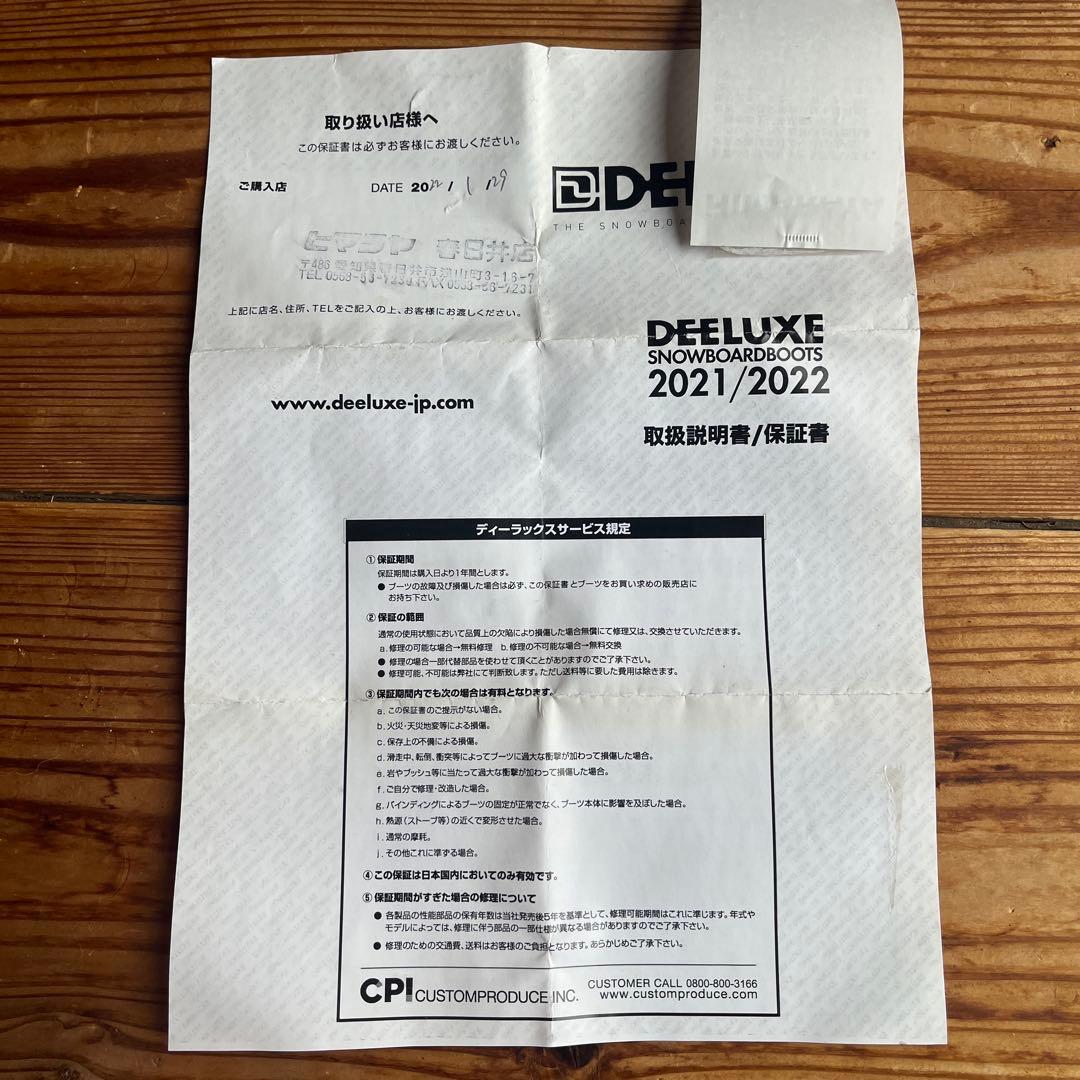 取り扱い店様へ
この保証書は必ずお客様にお渡しください。
ご購入店 DATE 2022/1/29
ヒマラヤ 春日井店
〒486 愛知県春日井市浅山町3-16-7
上記に店名、住所、TELをご記入の上、お客様にお渡しください。
www.deeluxe-jp.com
THE SNOWBOA
DEELUXE
SNOWBOARDBOOTS
2021/2022
取扱説明書/保証書
ディーラックスサービス規定
①保証期間
保証期間は購入日より1年間とします。
● ブーツの故障及び損傷した場合は必ず、この保証書とブーツをお買い求めの販売店に
お持ち下さい。
②保証の範囲
通常の使用状態において品質上の欠陥により損傷した場合無償にて修理又は、交換させていただきます。
a.修理の可能な場合→無料修理 b.修理の不可能な場合→無料交換
● 修理の場合一部代替部品を使わせて頂くことがありますのでご了承下さい。
● 修理可能、不可能は弊社にて判断致します。ただし送料等に要した費用は除きます。
③保証期間内でも次の場合は有料となります。
a.この保証書のご提示がない場合。
b.火災・天災地変等による損傷。
c.保存上の不備による損傷。
d.滑走中、転倒、衝突等によってブーツに過大な衝撃が加わって損傷した場合。
e.岩やブッシュ等に当たって過大な衝撃が加わって損傷した場合。
f.ご自分で修理・改造した場合。
g.バインディングによるブーツの固定が正常でなく、ブーツ本体に影響を及ぼした場合。
h.熱源(ストーブ等)の近くで変形させた場合。
i.通常の摩耗。
j.その他これに準ずる場合。
④この保証は日本国内においてのみ有効です。
⑤保証期間がすぎた場合の修理について
● 各製品の性能部品の保有年数は当社発売後5年を基準として、修理可能期間はこれに準じます。年式や
モデルによっては、修理に伴う部品の一部仕様が異なる場合がありますのでご了承下さい。
● 修理のための交通費、送料はお客様のご負担となります。あらかじめご了承下さい。
CPI CUSTOMPRODUCE INC.
CUSTOMER CALL 0800-800-3166
www.customproduce.com